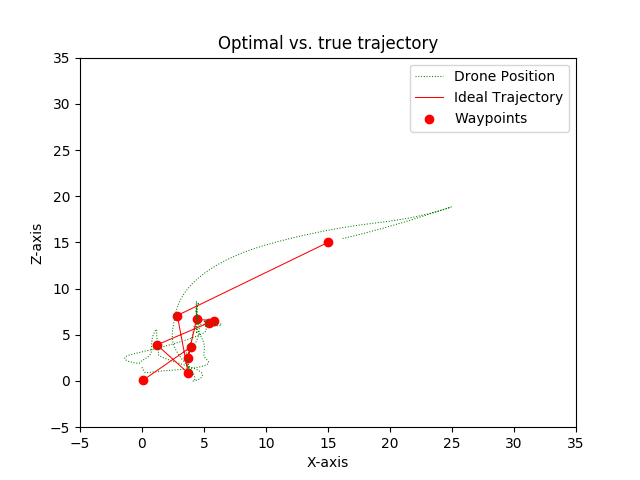 Optimal vs. true trajectory
Drone Position
Ideal Trajectory
Waypoints
Z-axis
35
30
25
20
15
10
5
0
−5
−5 0 5 10 15 20 25 30 35
X-axis